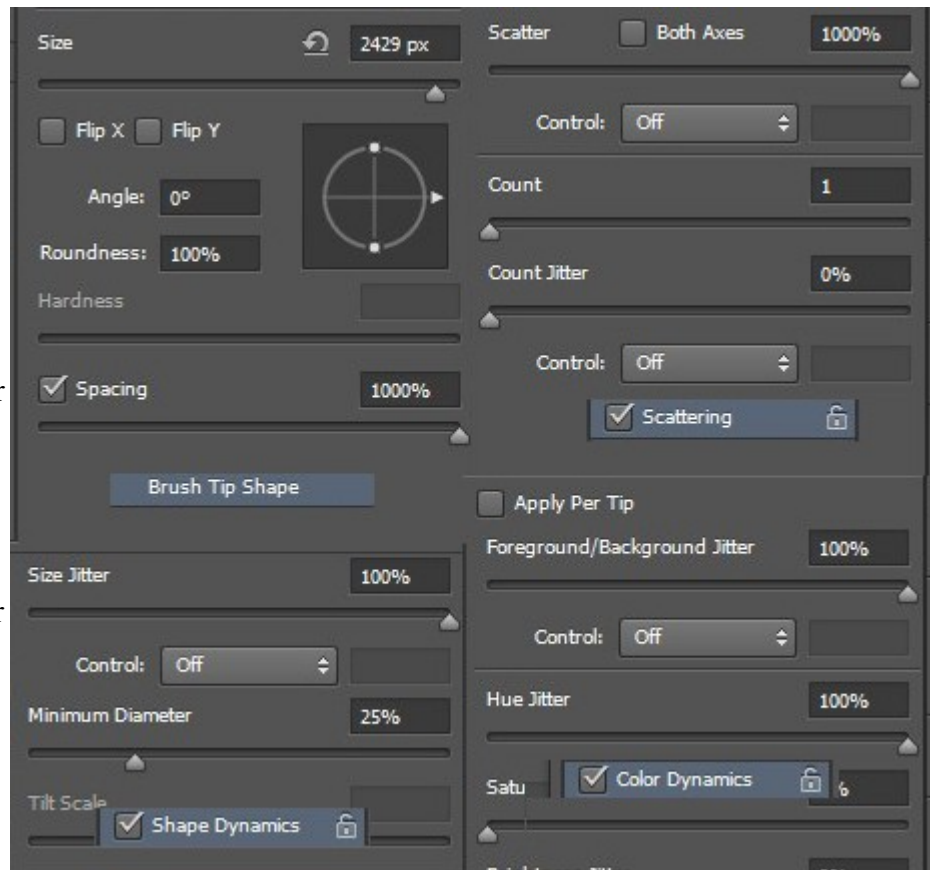 Size 2429 px
Flip X Flip Y
Angle: 0º
Roundness: 100%
Hardness
Spacing 1000%
Brush Tip Shape
Scatter Both Axes 1000%
Control: Off
Count 1
Count Jitter 0%
Control: Off
Scattering
Size Jitter 100%
Control: Off
Minimum Diameter 25%
Tilt Scale
Shape Dynamics
Apply Per Tip
Foreground/Background Jitter 100%
Control: Off
Hue Jitter 100%
Satu %
Color Dynamics